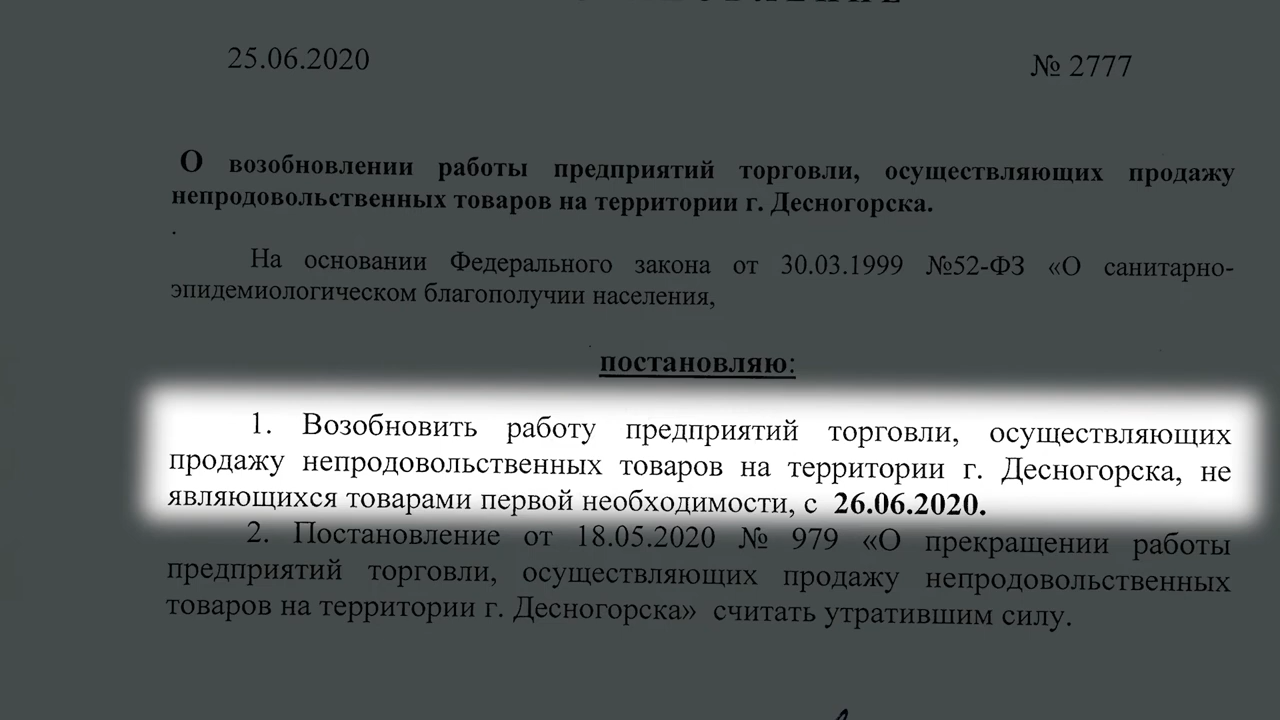 25.06.2020 № 2777
О возобновлении работы предприятий торговли, осуществляющих продажу
непродовольственных товаров на территории г. Десногорска.
.
На основании Федерального закона от 30.03.1999 №52-ФЗ «О санитарно-
эпидемиологическом благополучии населения,
постановляю:
1. Возобновить работу предприятий торговли, осуществляющих
продажу непродовольственных товаров на территории г. Десногорска, не
являющихся товарами первой необходимости, с 26.06.2020.
2. Постановление от 18.05.2020 № 979 «О прекращении работы
предприятий торговли, осуществляющих продажу непродовольственных
товаров на территории г. Десногорска» считать утратившим силу.